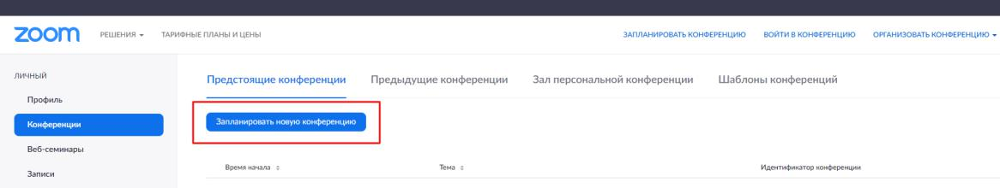 zoom РЕШЕНИЯ ТАРИФНЫЕ ПЛАНЫ И ЦЕНЫ ЗАПЛАНИРОВАТЬ КОНФЕРЕНЦИЮ ВОЙТИ В КОНФЕРЕНЦИЮ ОРГАНИЗОВАТЬ КОНФЕРЕНЦИЮ
ЛИЧНЫЙ
Профиль
Конференции
Веб-семинары
Записи
Предстоящие конференции Предыдущие конференции Зал персональной конференции Шаблоны конференций
Запланировать новую конференцию
Время начала Тема Идентификатор конференции